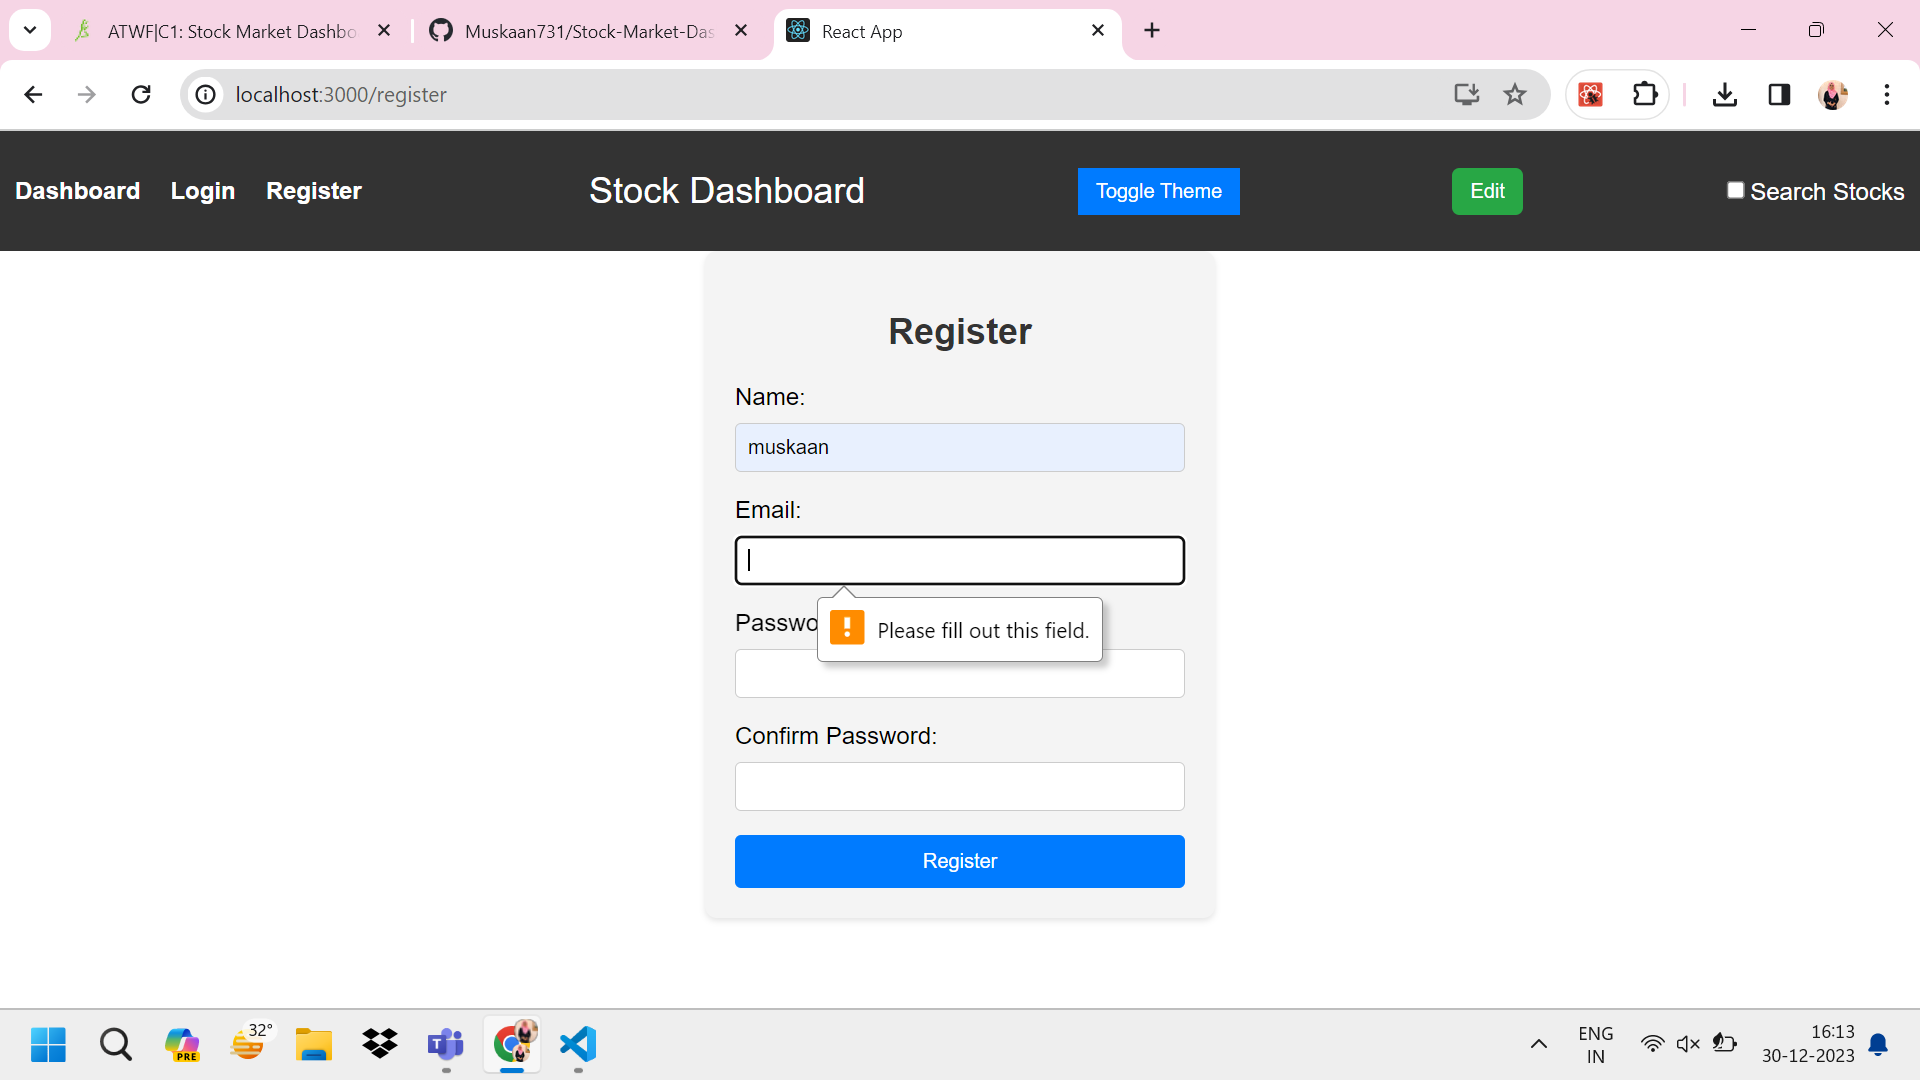 ATWF|C1: Stock Market Dashbo
Muskaan731/Stock-Market-Das
React App
localhost:3000/register
Dashboard Login Register Stock Dashboard Toggle Theme Edit Search Stocks
Register
Name:
muskaan
Email:
Please fill out this field.
Passwo
Confirm Password:
Register
32°
PRE
ENG
IN
16:13
30-12-2023